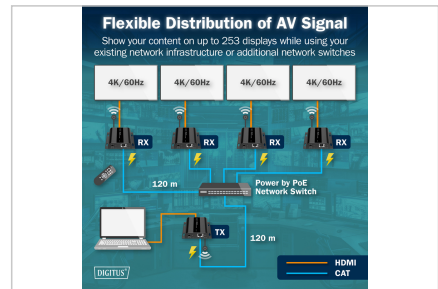 Flexible Distribution of AV Signal
Show your content on up to 253 displays while using your
existing network infrastructure or additional network switches
4K/60Hz 4K/60Hz 4K/60Hz 4K/60Hz
RX RX RX RX
120 m
Power by PoE
Network Switch
TX
120 m
HDMI
CAT
DIGITUS®